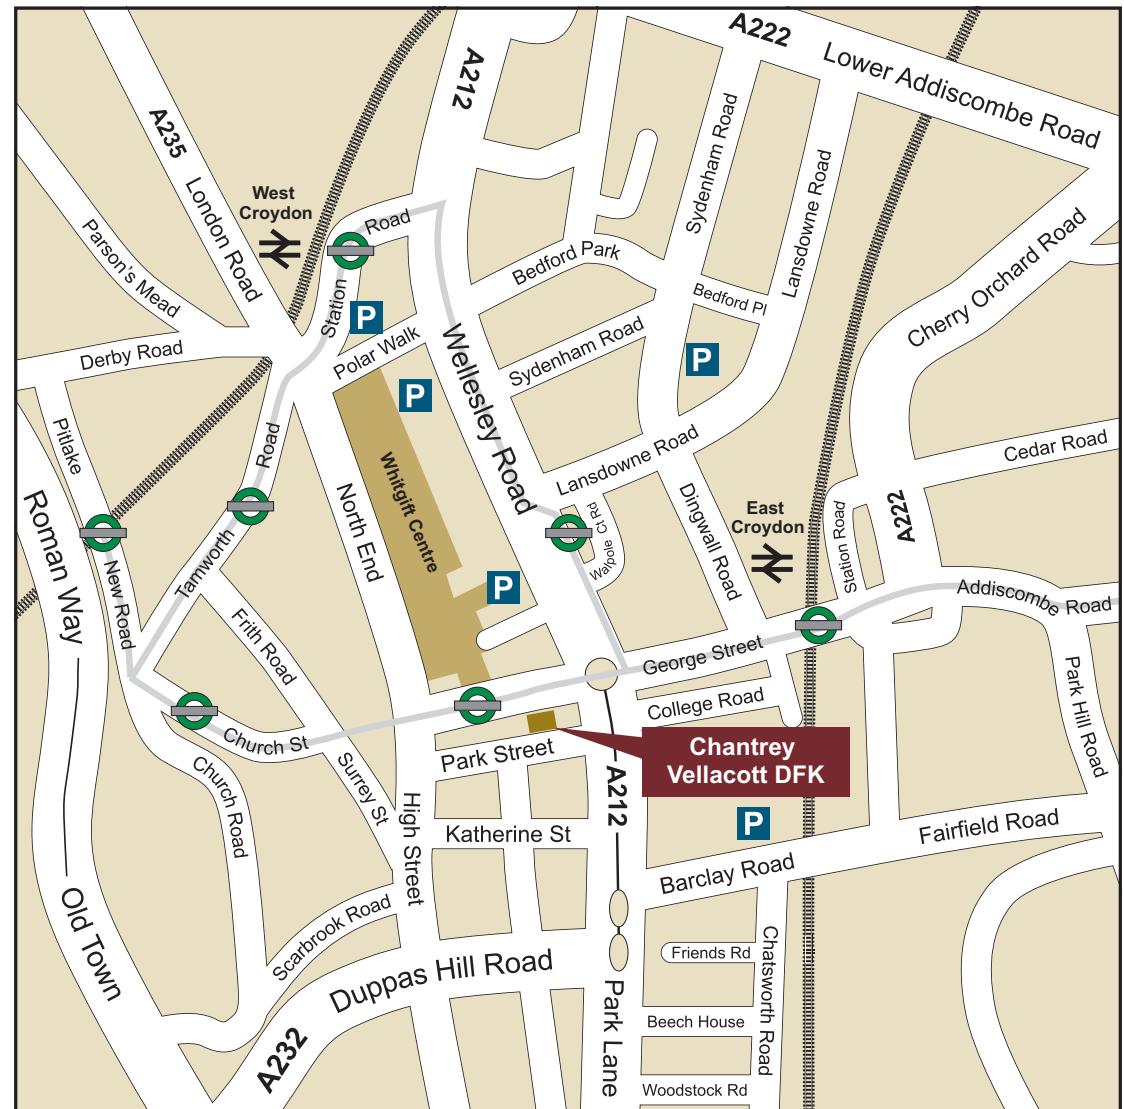 A222
Lower Addiscombe Road
A212
A235
London Road
West
Croydon
Parson's Mead
Road
Station
Sydenham Road
Lansdowne Road
Bedford Park
Bedford Pl
Cherry Orchard Road
P
Derby Road
Polar Walk
Wellesley Road
Sydenham Road
P
P
Pitlake
Road
Whitgift Centre
Lansdowne Road
Cedar Road
Roman Way
North End
Tamworth
Walpole Ct Rd
Dingwall Road
East
Croydon
Station Road
A222
New Road
P
Frith Road
George Street
Addiscombe Road
College Road
Park Hill Road
Church St
Church Road
Surrey St
Park Street
Chantrey
Vellacott DFK
A212
High Street
Katherine St
P
Fairfield Road
Barclay Road
Old Town
Scarbrook Road
Duppas Hill Road
Friends Rd
Chatsworth Road
Park Lane
Beech House
A232
Woodstock Rd